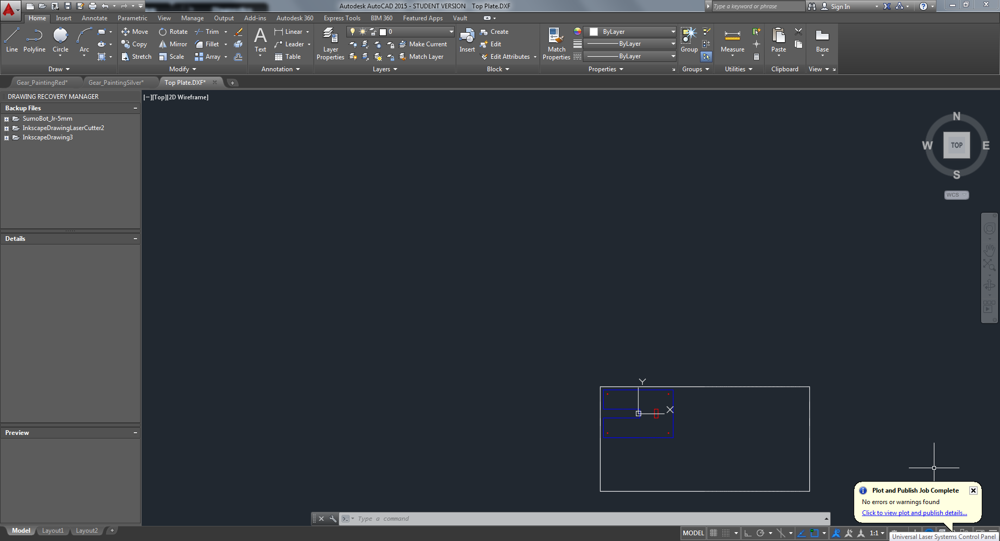 Autodesk AutoCAD 2015 - STUDENT VERSION Top Plate.DXF
Type a keyword or phrase
Sign In
Home Insert Annotate Parametric View Manage Output Add-ins Autodesk 360 Express Tools BIM 360 Featured Apps Vault
Line Polyline Circle Arc
Move Rotate Trim
Copy Mirror Fillet
Stretch Scale Array
Text
Linear
Leader
Table
Layer Properties
0
Make Current
Match Layer
Insert
Create
Edit
Edit Attributes
Match Properties
ByLayer
ByLayer
ByLayer
Group
Measure
Paste
Base
Draw Modify Annotation Layers Block Properties Groups Utilities Clipboard View
Gear_PaintingRed* Gear_PaintingSilver* Top Plate.DXF*
DRAWING RECOVERY MANAGER
[−][Top][2D Wireframe]
Backup Files
SumoBot_Jr-5mm
InkscapeDrawingLaserCutter2
InkscapeDrawing3
N
W TOP E
S
WCS
Details
Y
X
Preview
Plot and Publish Job Complete
No errors or warnings found
Click to view plot and publish details...
Type a command
Model Layout1 Layout2
MODEL 1:1
Universal Laser Systems Control Panel